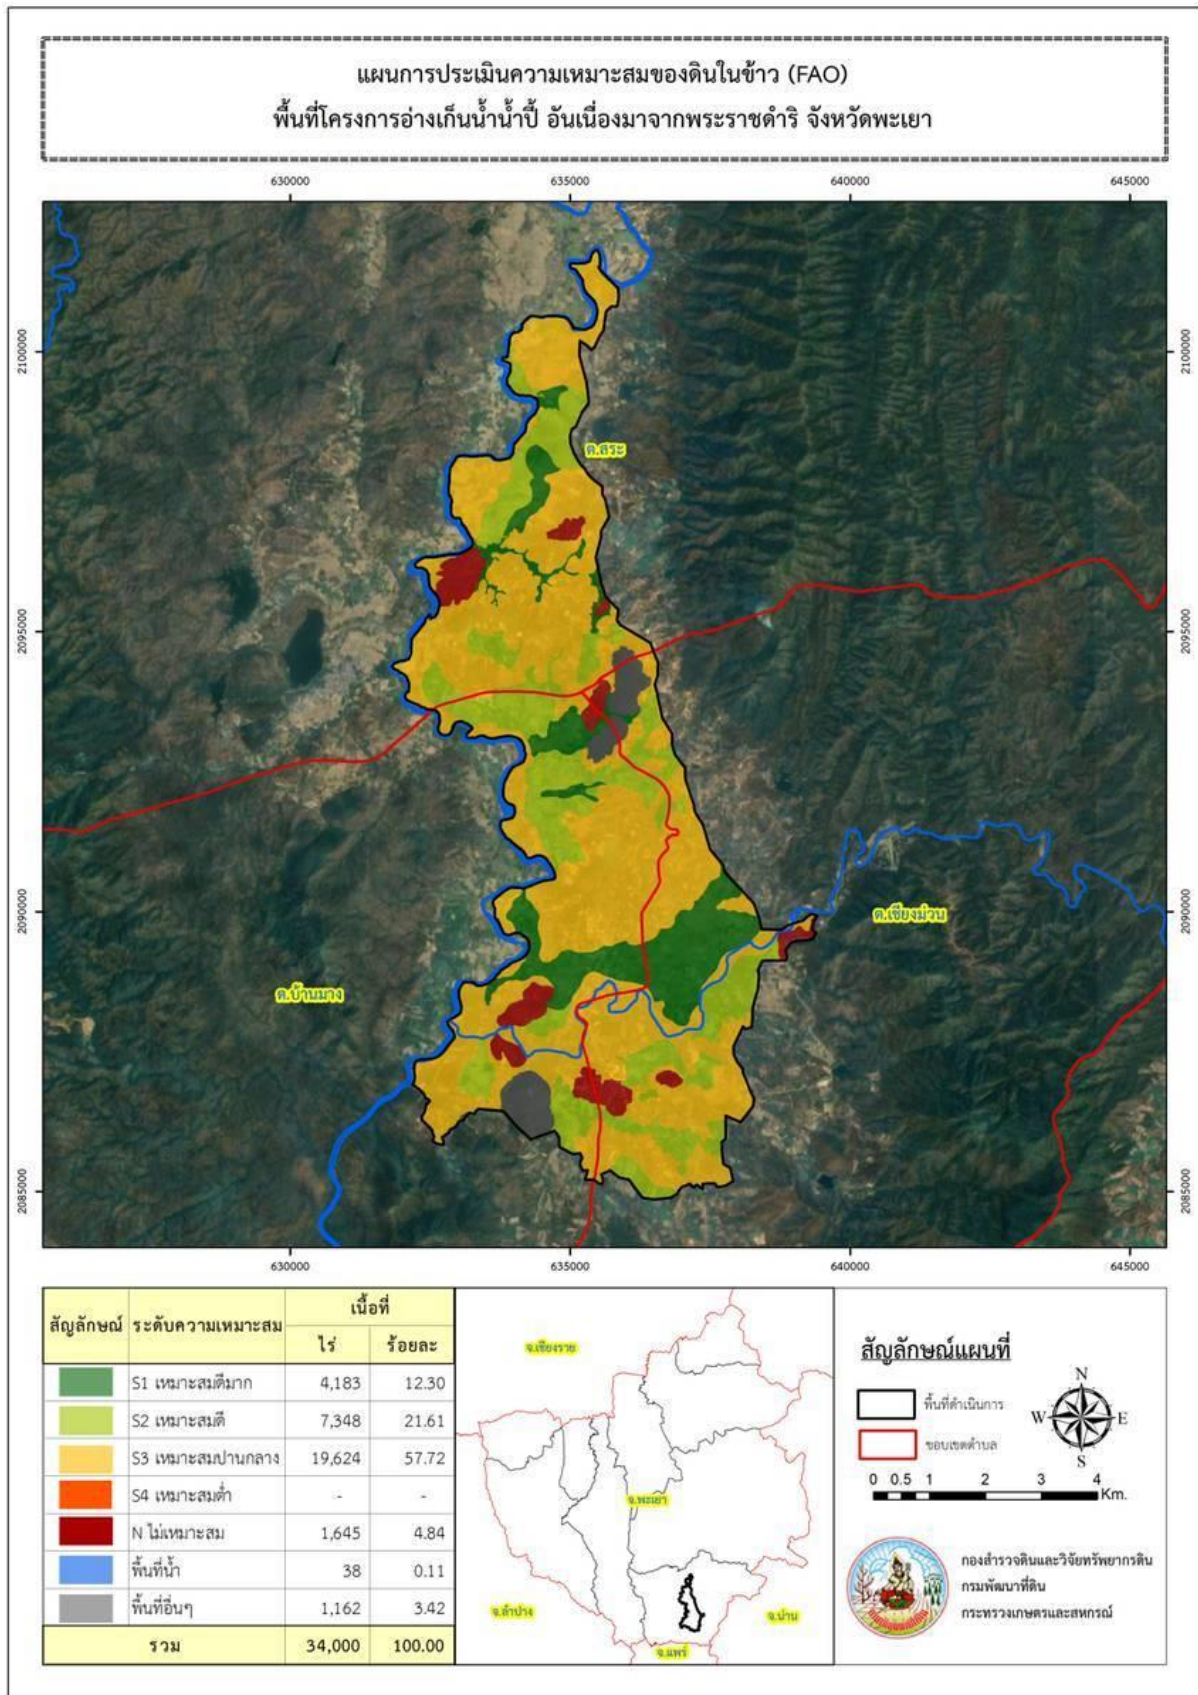 แผนการประเมินความเหมาะสมของดินในข้าว (FAO)
พื้นที่โครงการอ่างเก็บน้ำน้ำปี้ อันเนื่องมาจากพระราชดำริ จังหวัดพะเยา
630000 635000 640000 645000
2100000 2100000
ต.สระ
2095000 2095000
2090000 2090000
ต.เชียงม่วน
ต.บ้านมาง
2085000 2085000
630000 635000 640000 645000
สัญลักษณ์ ระดับความเหมาะสม เนื้อที่
ไร่ ร้อยละ
S1 เหมาะสมดีมาก 4,183 12.30
S2 เหมาะสมดี 7,348 21.61
S3 เหมาะสมปานกลาง 19,624 57.72
S4 เหมาะสมต่ำ - -
N ไม่เหมาะสม 1,645 4.84
พื้นที่น้ำ 38 0.11
พื้นที่อื่นๆ 1,162 3.42
รวม 34,000 100.00
จ.เชียงราย
จ.พะเยา
จ.ลำปาง
จ.น่าน
จ.แพร่
สัญลักษณ์แผนที่
พื้นที่ดำเนินการ
ขอบเขตตำบล
N
W E
S
0 0.5 1 2 3 4
Km.
กองสำรวจดินและวิจัยทรัพยากรดิน
กรมพัฒนาที่ดิน
กระทรวงเกษตรและสหกรณ์